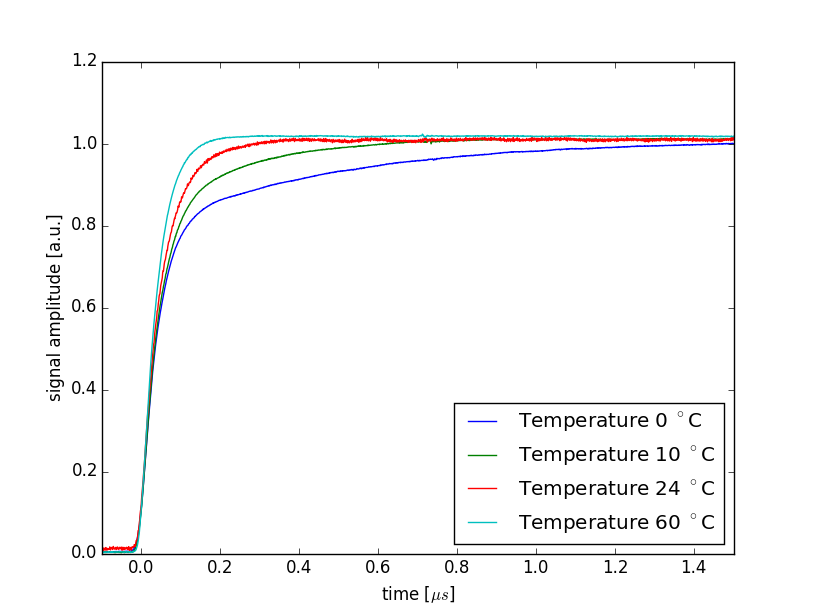 1.2
1.0
0.8
0.6
0.4
0.2
0.0
signal amplitude [a.u.]
Temperature 0 °C
Temperature 10 °C
Temperature 24 °C
Temperature 60 °C
0.0 0.2 0.4 0.6 0.8 1.0 1.2 1.4
time [μs]